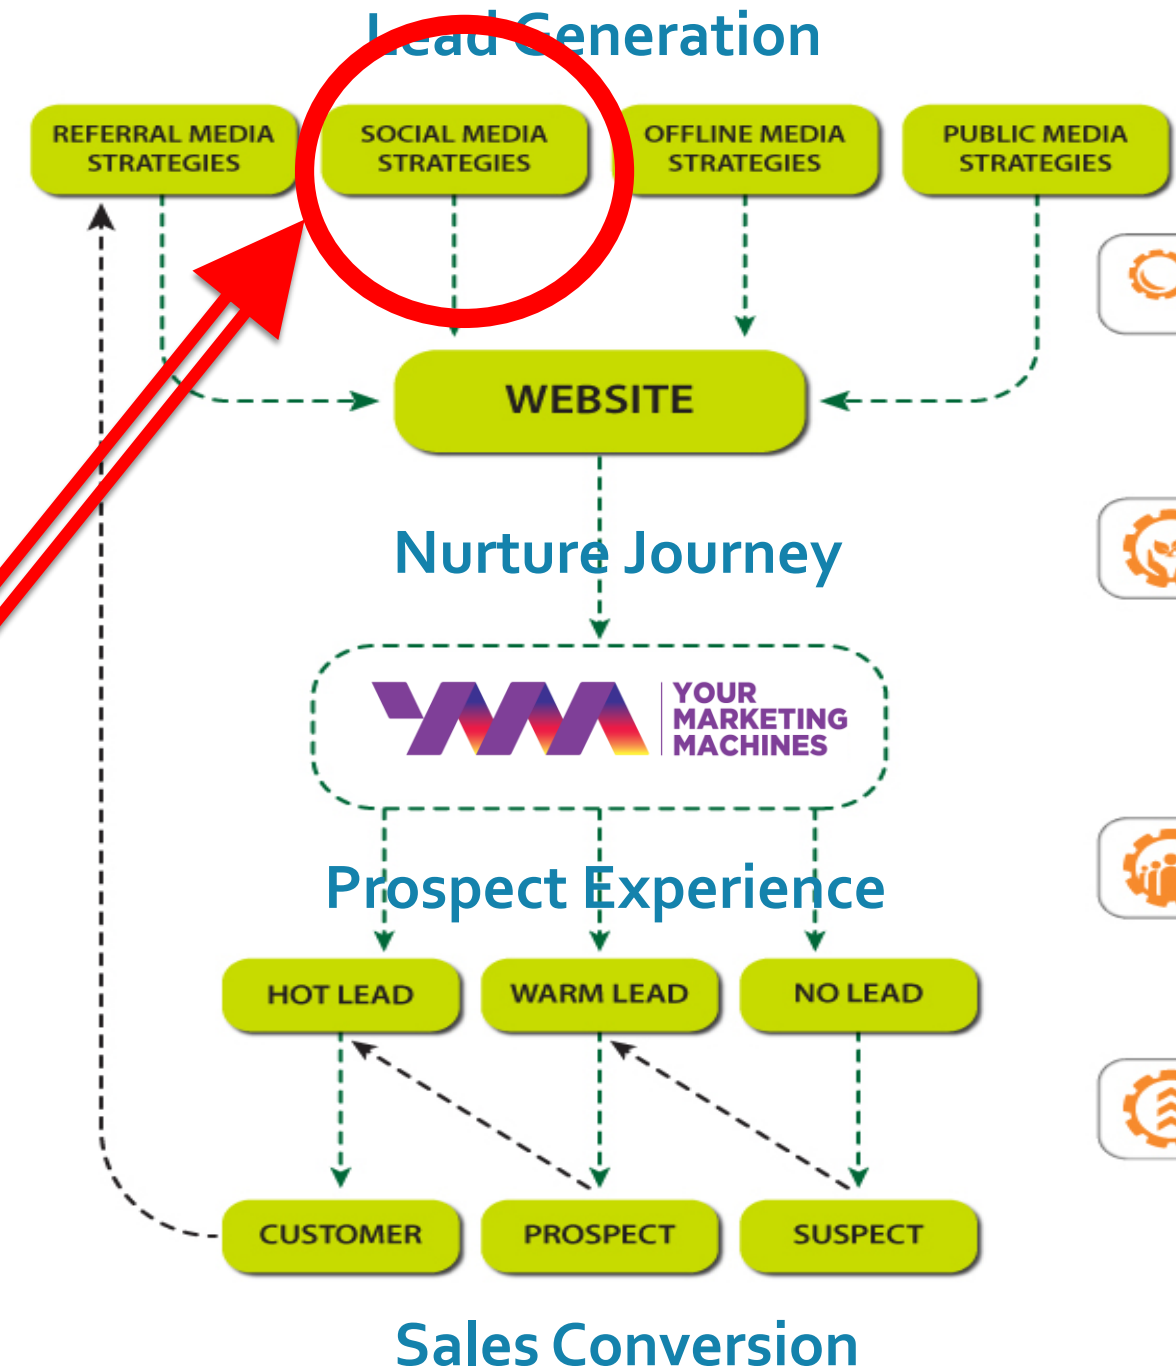 Lead Generation
REFERRAL MEDIA
STRATEGIES
SOCIAL MEDIA
STRATEGIES
OFFLINE MEDIA
STRATEGIES
PUBLIC MEDIA
STRATEGIES
WEBSITE
Nurture Journey
YMM
YOUR
MARKETING
MACHINES
Prospect Experience
HOT LEAD
WARM LEAD
NO LEAD
CUSTOMER
PROSPECT
SUSPECT
Sales Conversion